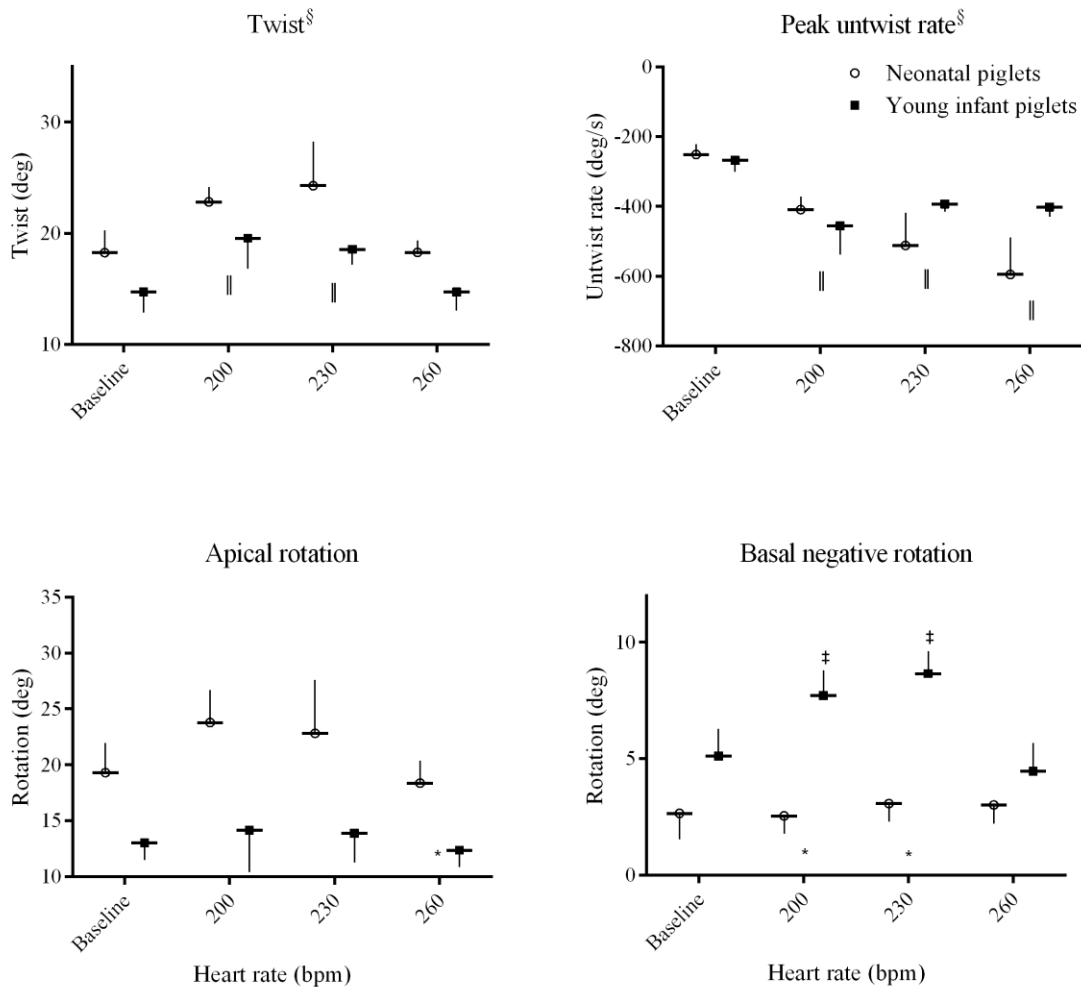 Twist§
Twist (deg)
30
20
10
||
||
Baseline
200
230
260
Peak untwist rate§
Neonatal piglets
Young infant piglets
Untwist rate (deg/s)
0
-200
-400
-600
-800
||
||
||
Baseline
200
230
260
Apical rotation
Rotation (deg)
35
30
25
20
15
10
*
Baseline
200
230
260
Heart rate (bpm)
Basal negative rotation
Rotation (deg)
10
5
0
‡
‡
*
*
Baseline
200
230
260
Heart rate (bpm)